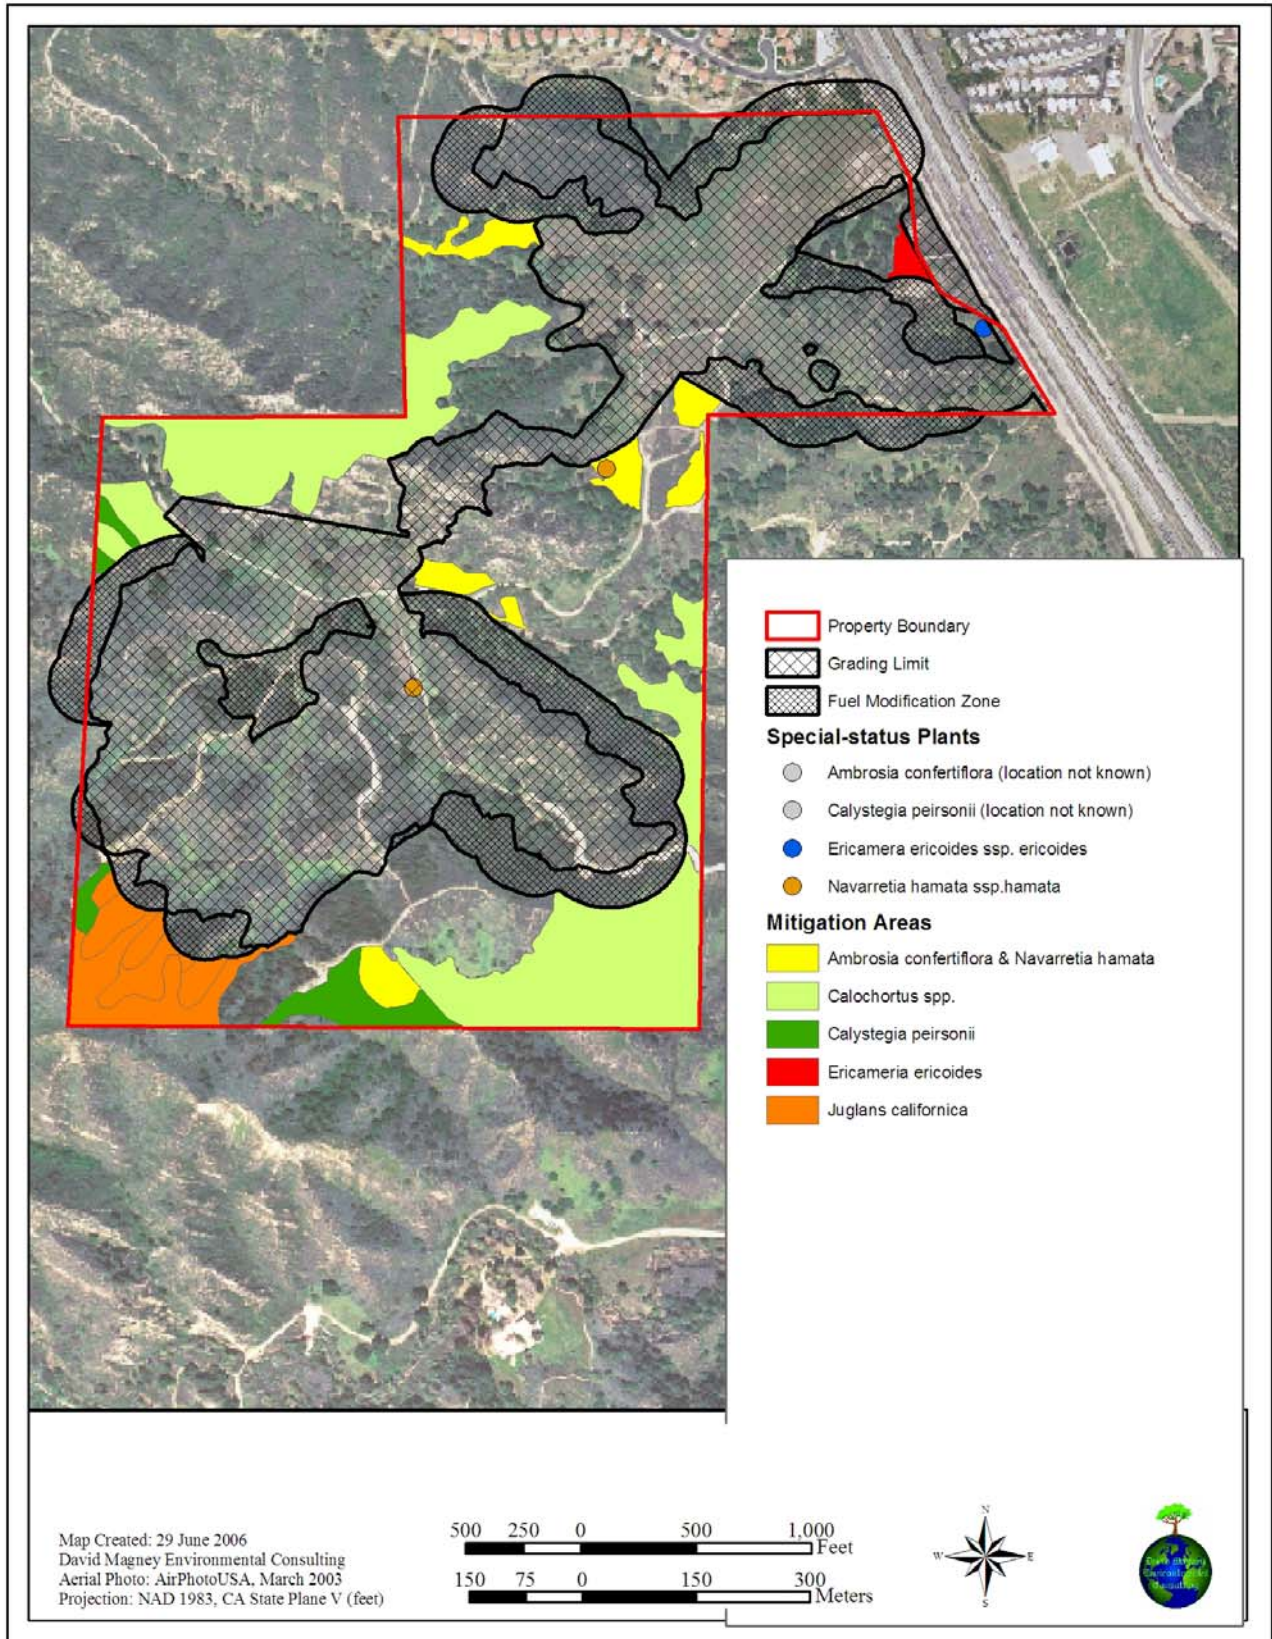 Property Boundary
Grading Limit
Fuel Modification Zone
Special-status Plants
Ambrosia confertiflora (location not known)
Calystegia peirsonii (location not known)
Ericamera ericoides ssp. ericoides
Navarretia hamata ssp.hamata
Mitigation Areas
Ambrosia confertiflora & Navarretia hamata
Calochortus spp.
Calystegia peirsonii
Ericameria ericoides
Juglans californica
Map Created: 29 June 2006
David Magney Environmental Consulting
Aerial Photo: AirPhotoUSA, March 2003
Projection: NAD 1983, CA State Plane V (feet)
500 250 0 500 1,000
Feet
150 75 0 150 300
Meters
N
W E
S
David Magney
Environmental
Consulting